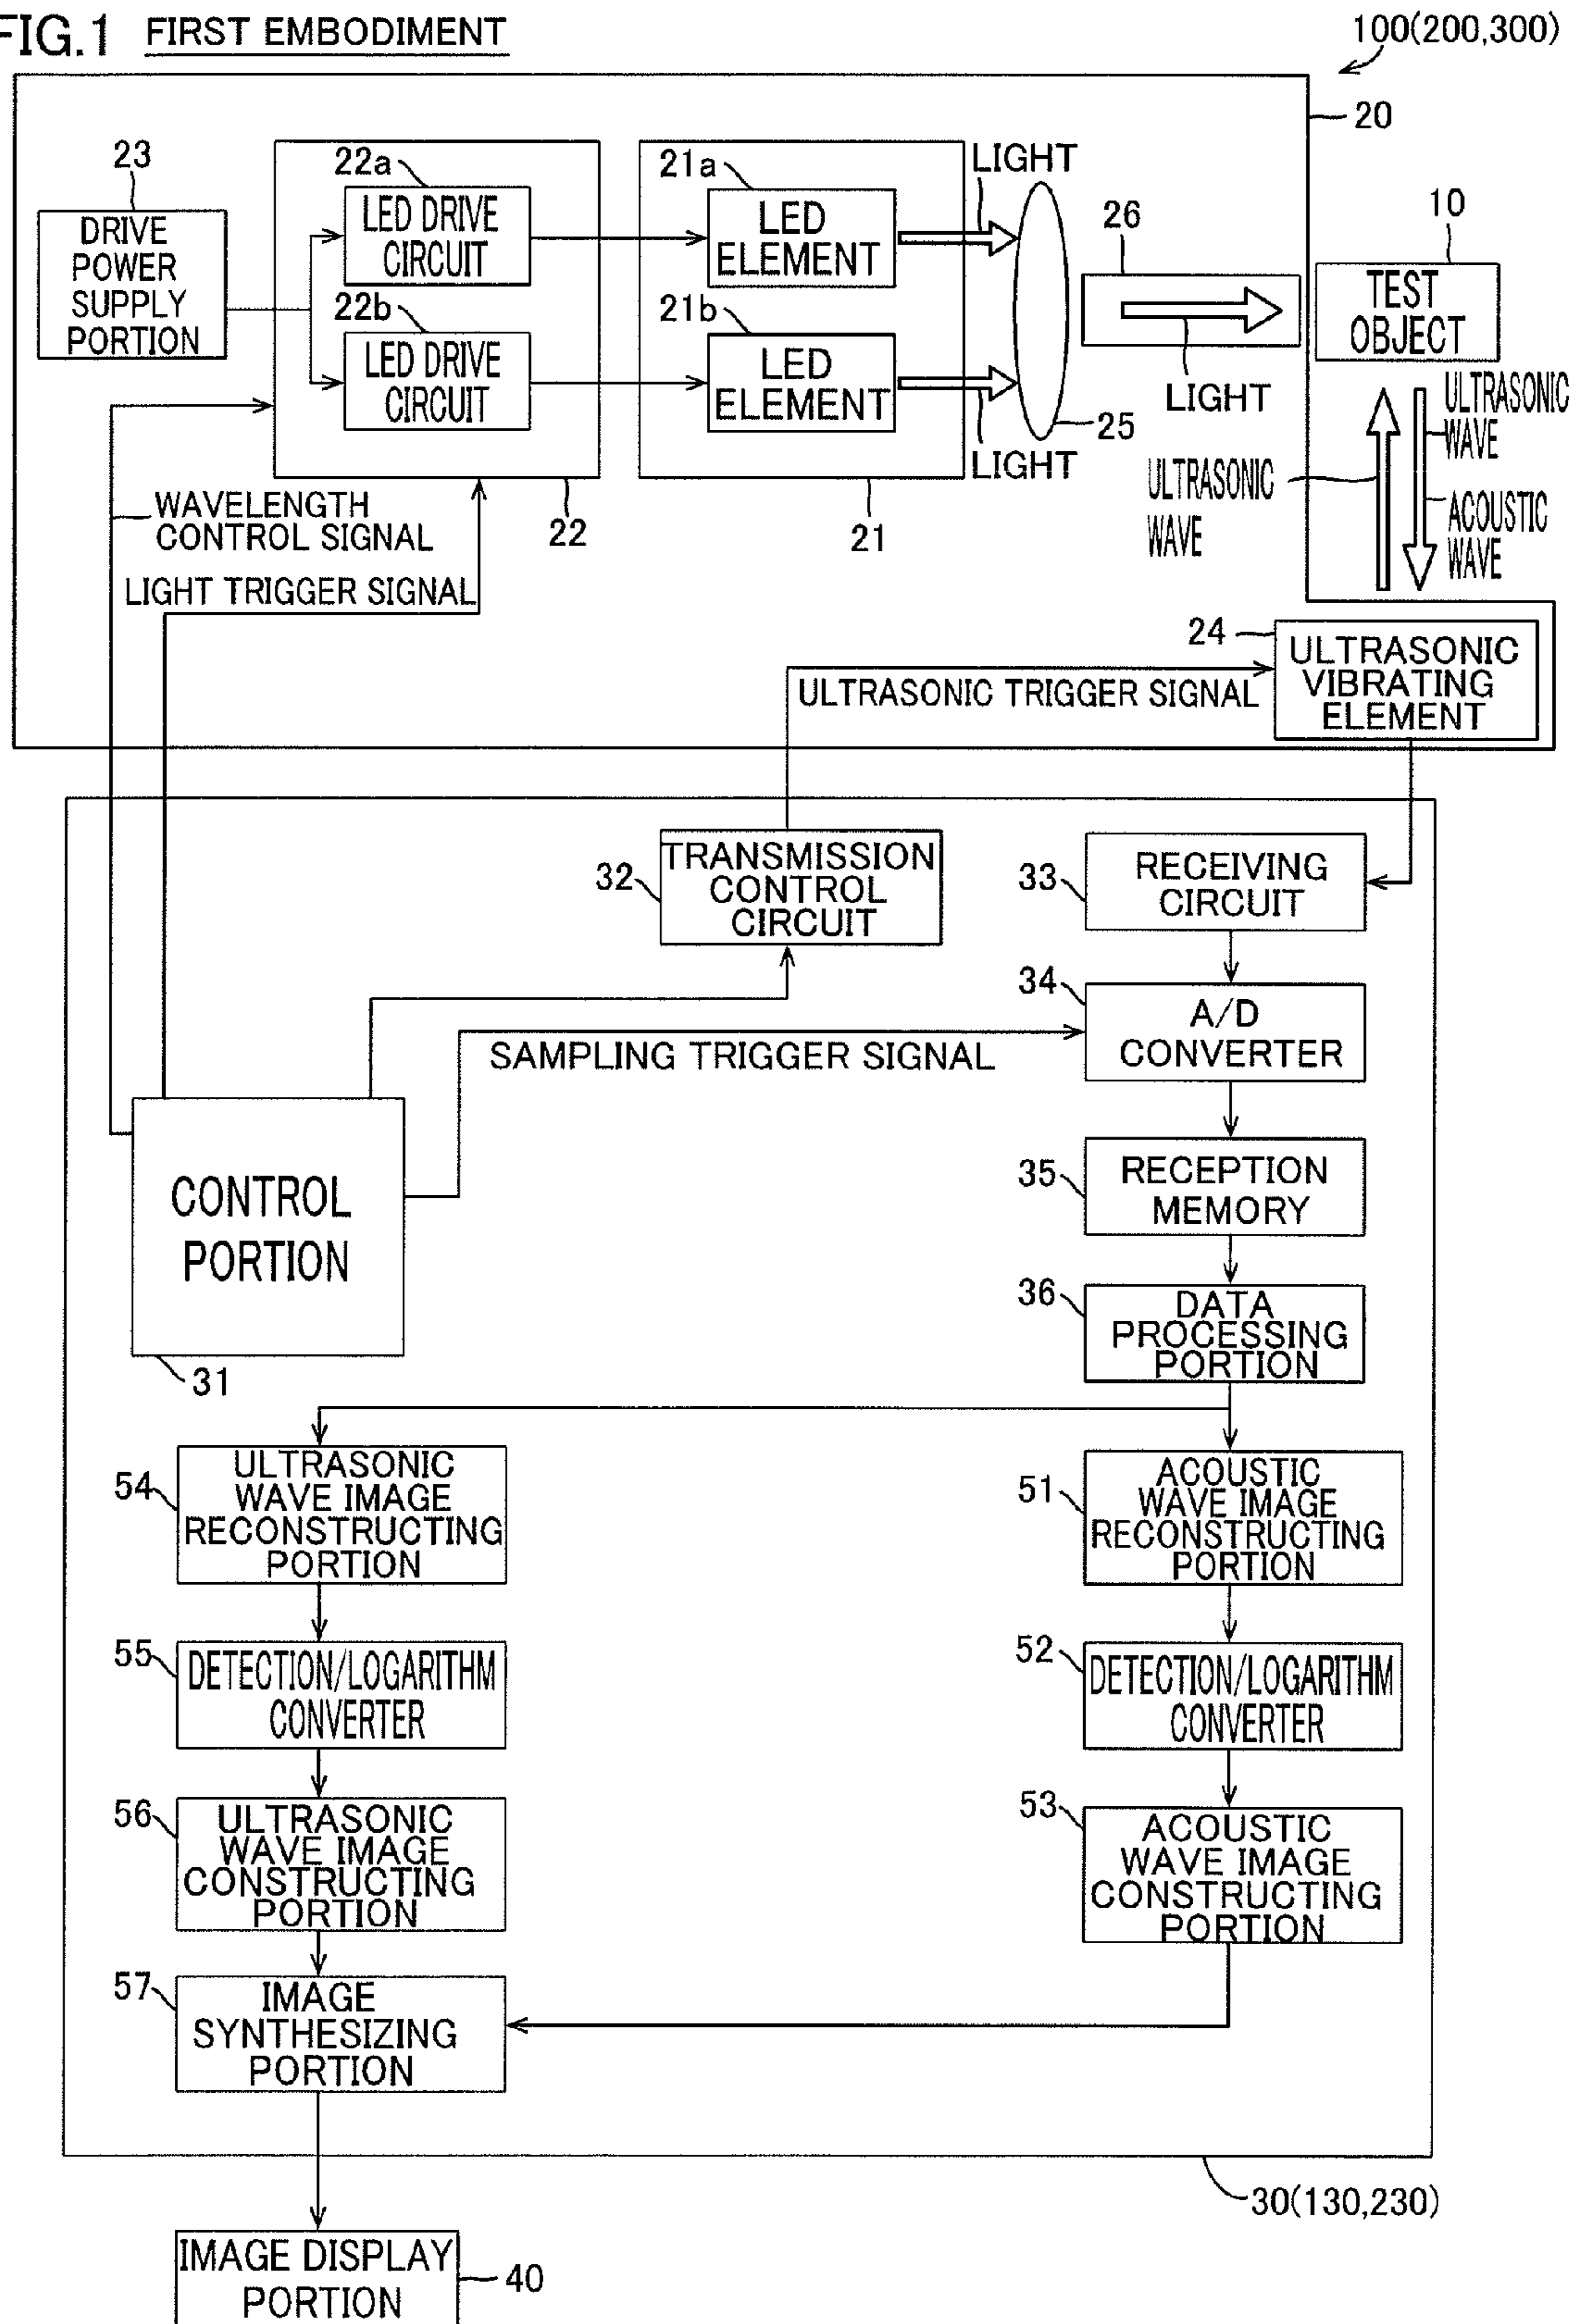 FIG.1 FIRST EMBODIMENT
100(200,300)
20
23
DRIVE
POWER
SUPPLY
PORTION
22a
LED DRIVE
CIRCUIT
22b
LED DRIVE
CIRCUIT
22
21a
LED
ELEMENT
21b
LED
ELEMENT
21
LIGHT
LIGHT
25
26
LIGHT
10
TEST
OBJECT
ULTRASONIC
WAVE
ULTRASONIC
WAVE
ACOUSTIC
WAVE
WAVELENGTH
CONTROL SIGNAL
LIGHT TRIGGER SIGNAL
24
ULTRASONIC
VIBRATING
ELEMENT
ULTRASONIC TRIGGER SIGNAL
32
TRANSMISSION
CONTROL
CIRCUIT
33
RECEIVING
CIRCUIT
34
A/D
CONVERTER
SAMPLING TRIGGER SIGNAL
CONTROL
PORTION
31
35
RECEPTION
MEMORY
36
DATA
PROCESSING
PORTION
54
ULTRASONIC
WAVE IMAGE
RECONSTRUCTING
PORTION
51
ACOUSTIC
WAVE IMAGE
RECONSTRUCTING
PORTION
55
DETECTION/LOGARITHM
CONVERTER
52
DETECTION/LOGARITHM
CONVERTER
56
ULTRASONIC
WAVE IMAGE
CONSTRUCTING
PORTION
53
ACOUSTIC
WAVE IMAGE
CONSTRUCTING
PORTION
57
IMAGE
SYNTHESIZING
PORTION
30(130,230)
IMAGE DISPLAY
PORTION
40